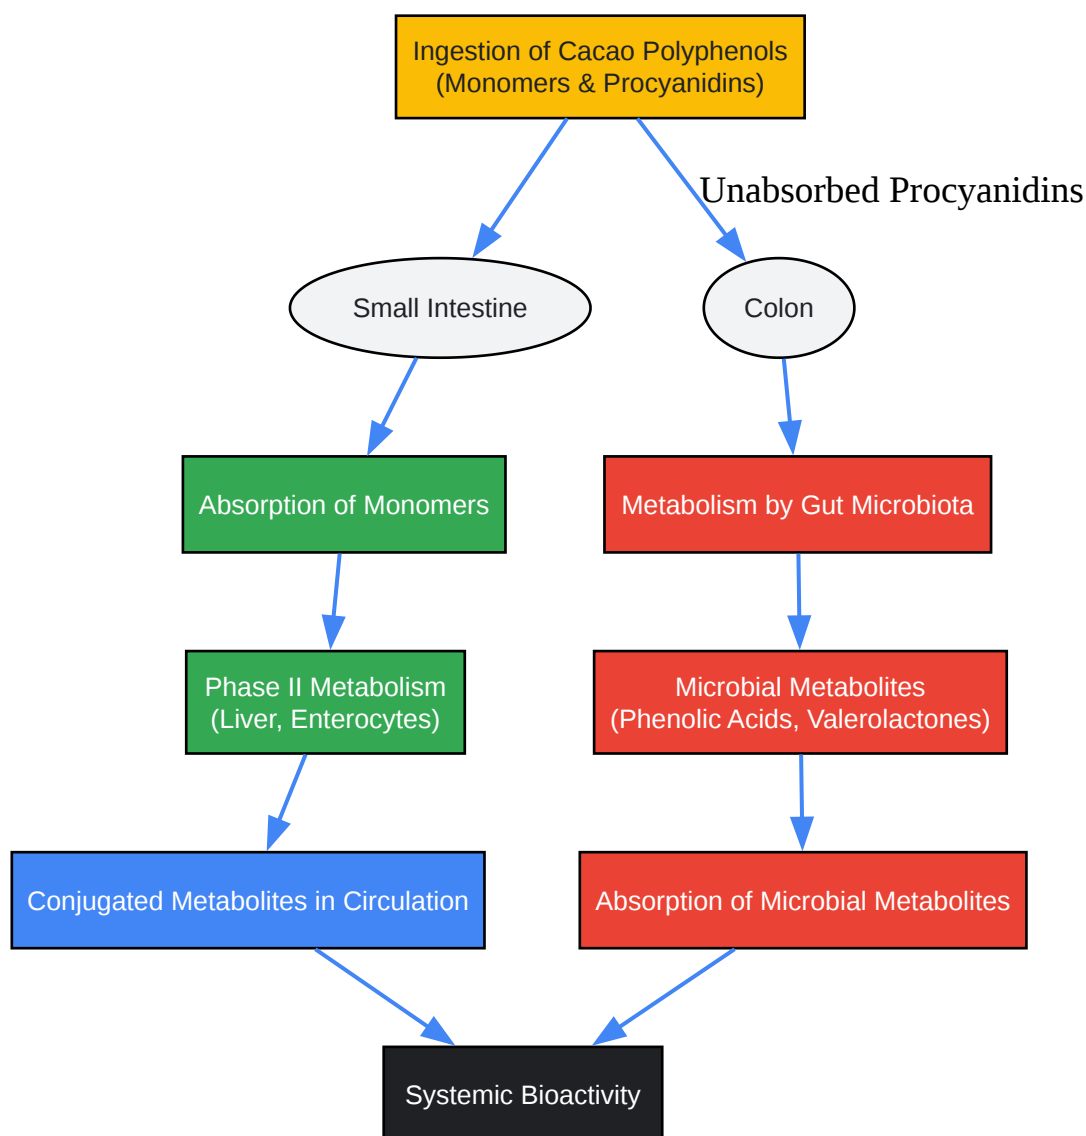 Ingestion of Cacao Polyphenols
(Monomers & Procyanidins)
Unabsorbed Procyanidins
Small Intestine
Colon
Absorption of Monomers
Metabolism by Gut Microbiota
Phase II Metabolism
(Liver, Enterocytes)
Microbial Metabolites
(Phenolic Acids, Valerolactones)
Conjugated Metabolites in Circulation
Absorption of Microbial Metabolites
Systemic Bioactivity